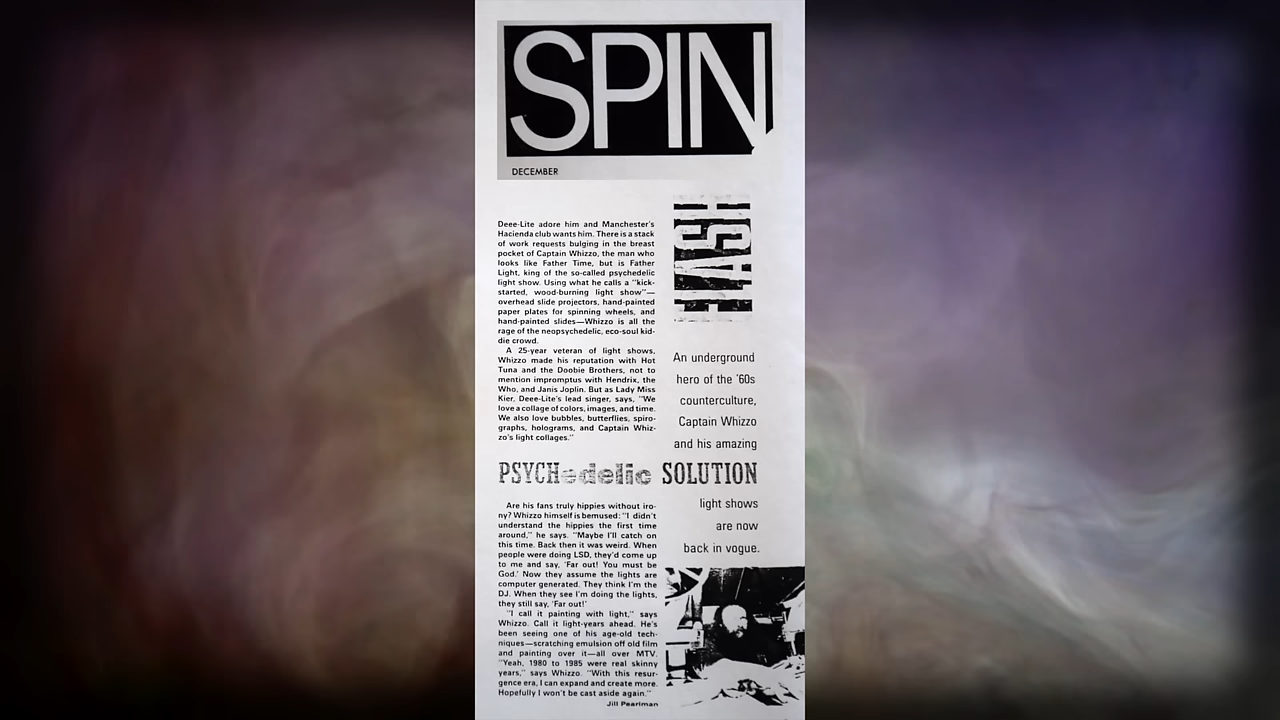 SPIN
DECEMBER
Deee-Lite adore him and Manchester's
Hacienda club wants him. There is a stack
of work requests bulging in the breast
pocket of Captain Whizzo, the man who
looks like Father Time, but is Father
Light, king of the so-called psychedelic
light show. Using what he calls a "kick-
started, wood-burning light show"—
overhead slide projectors, hand-painted
paper plates for spinning wheels, and
hand-painted slides—Whizzo is all the
rage of the neopsychedelic, eco-soul kid-
die crowd.
A 25-year veteran of light shows,
Whizzo made his reputation with Hot
Tuna and the Doobie Brothers, not to
mention impromptus with Hendrix, the
Who, and Janis Joplin. But as Lady Miss
Kier, Deee-Lite's lead singer, says, "We
love a collage of colors, images, and time.
We also love bubbles, butterflies, spiro-
graphs, holograms, and Captain Whiz-
zo's light collages."
FLASH
An underground
hero of the '60s
counterculture,
Captain Whizzo
and his amazing
PSYCHedelic SOLUTION
light shows
are now
back in vogue.
Are his fans truly hippies without iro-
ny? Whizzo himself is bemused: "I didn't
understand the hippies the first time
around," he says. "Maybe I'll catch on
this time. Back then it was weird. When
people were doing LSD, they'd come up
to me and say, 'Far out! You must be
God.' Now they assume the lights are
computer generated. They think I'm the
DJ. When they see I'm doing the lights,
they still say, 'Far out!'
"I call it painting with light," says
Whizzo. Call it light-years ahead. He's
been seeing one of his age-old tech-
niques—scratching emulsion off old film
and painting over it—all over MTV.
"Yeah, 1980 to 1985 were real skinny
years," says Whizzo. "With this resur-
gence era, I can expand and create more.
Hopefully I won't be cast aside again."
Jill Pearlman